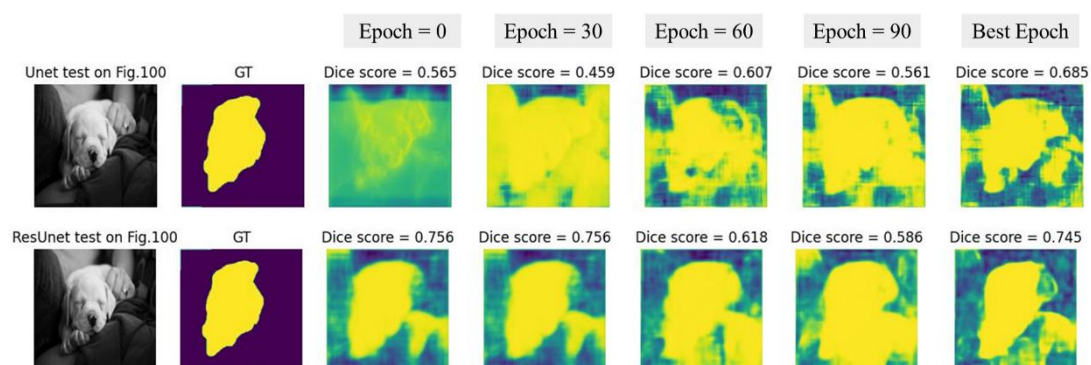 Epoch = 0 Epoch = 30 Epoch = 60 Epoch = 90 Best Epoch
Unet test on Fig.100 GT Dice score = 0.565 Dice score = 0.459 Dice score = 0.607 Dice score = 0.561 Dice score = 0.685
ResUnet test on Fig.100 GT Dice score = 0.756 Dice score = 0.756 Dice score = 0.618 Dice score = 0.586 Dice score = 0.745